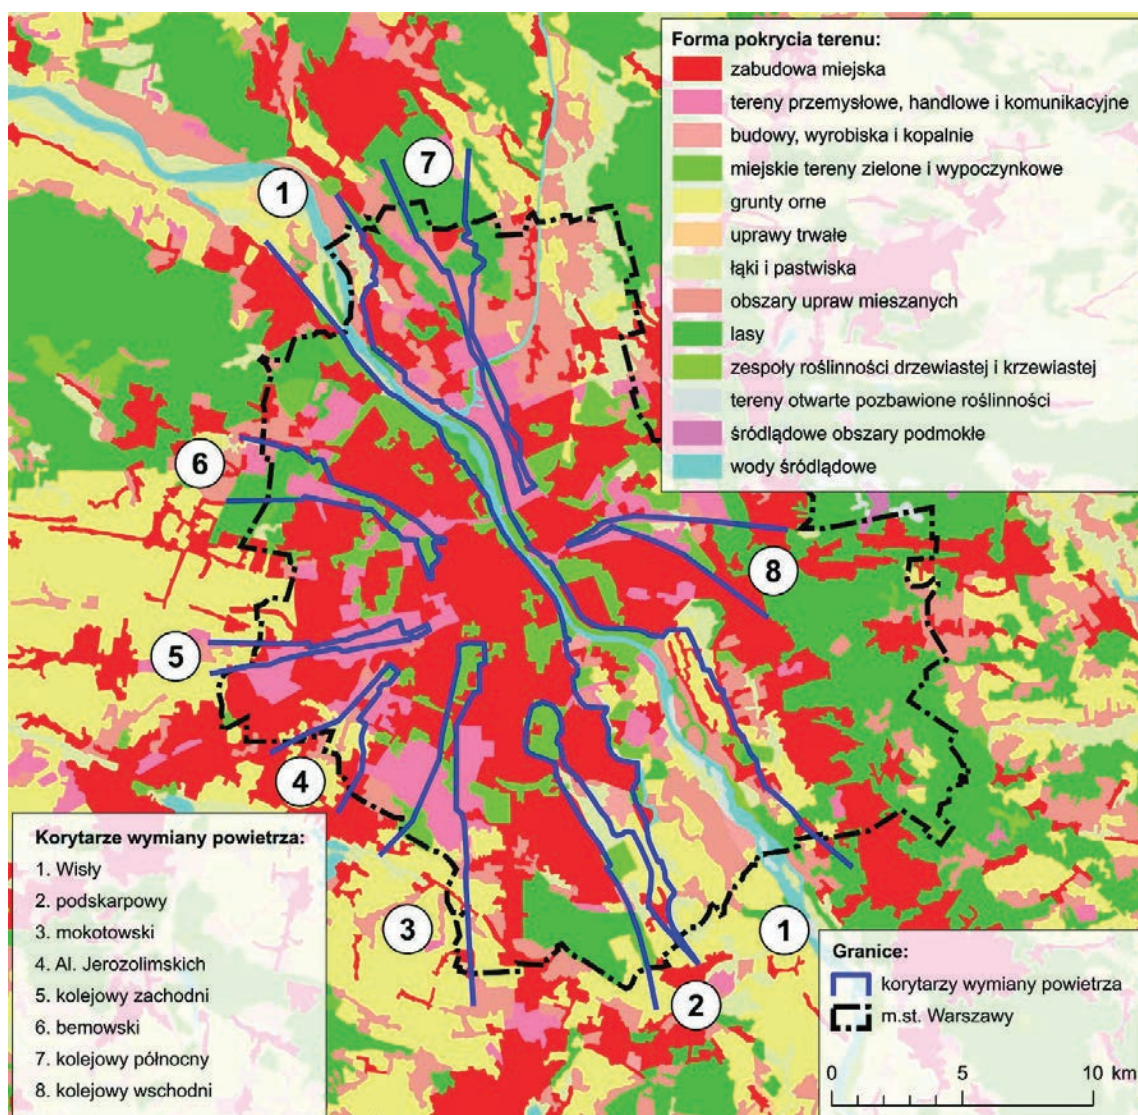 Forma pokrycia terenu:
zabudowa miejska
tereny przemysłowe, handlowe i komunikacyjne
budowy, wyrobiska i kopalnie
miejskie tereny zielone i wypoczynkowe
grunty orne
uprawy trwałe
łąki i pastwiska
obszary upraw mieszanych
lasy
zespoły roślinności drzewiastej i krzewiastej
tereny otwarte pozbawione roślinności
śródlądowe obszary podmokłe
wody śródlądowe
7
1
6
8
5
4
3
1
2
Korytarze wymiany powietrza:
1. Wisły
2. podskarpowy
3. mokotowski
4. Al. Jerozolimskich
5. kolejowy zachodni
6. bemowski
7. kolejowy północny
8. kolejowy wschodni
Granice:
korytarzy wymiany powietrza
m.st. Warszawy
0 5 10 km